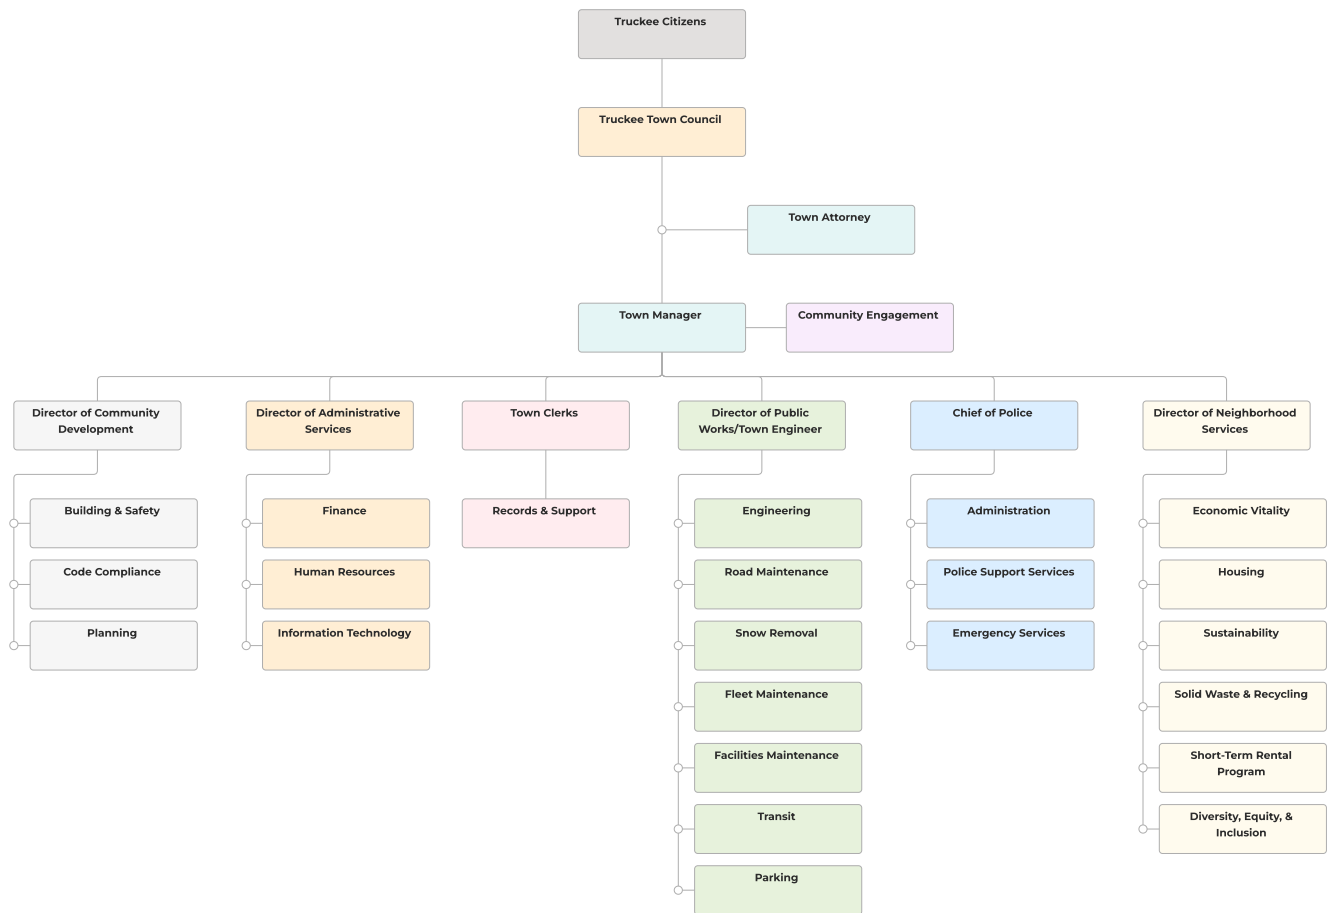 Truckee Citizens
Truckee Town Council
Town Attorney
Town Manager
Community Engagement
Director of Community
Development
Director of Administrative
Services
Town Clerks
Director of Public
Works/Town Engineer
Chief of Police
Director of Neighborhood
Services
Building & Safety
Code Compliance
Planning
Finance
Human Resources
Information Technology
Records & Support
Engineering
Road Maintenance
Snow Removal
Fleet Maintenance
Facilities Maintenance
Transit
Parking
Administration
Police Support Services
Emergency Services
Economic Vitality
Housing
Sustainability
Solid Waste & Recycling
Short-Term Rental
Program
Diversity, Equity, &
Inclusion